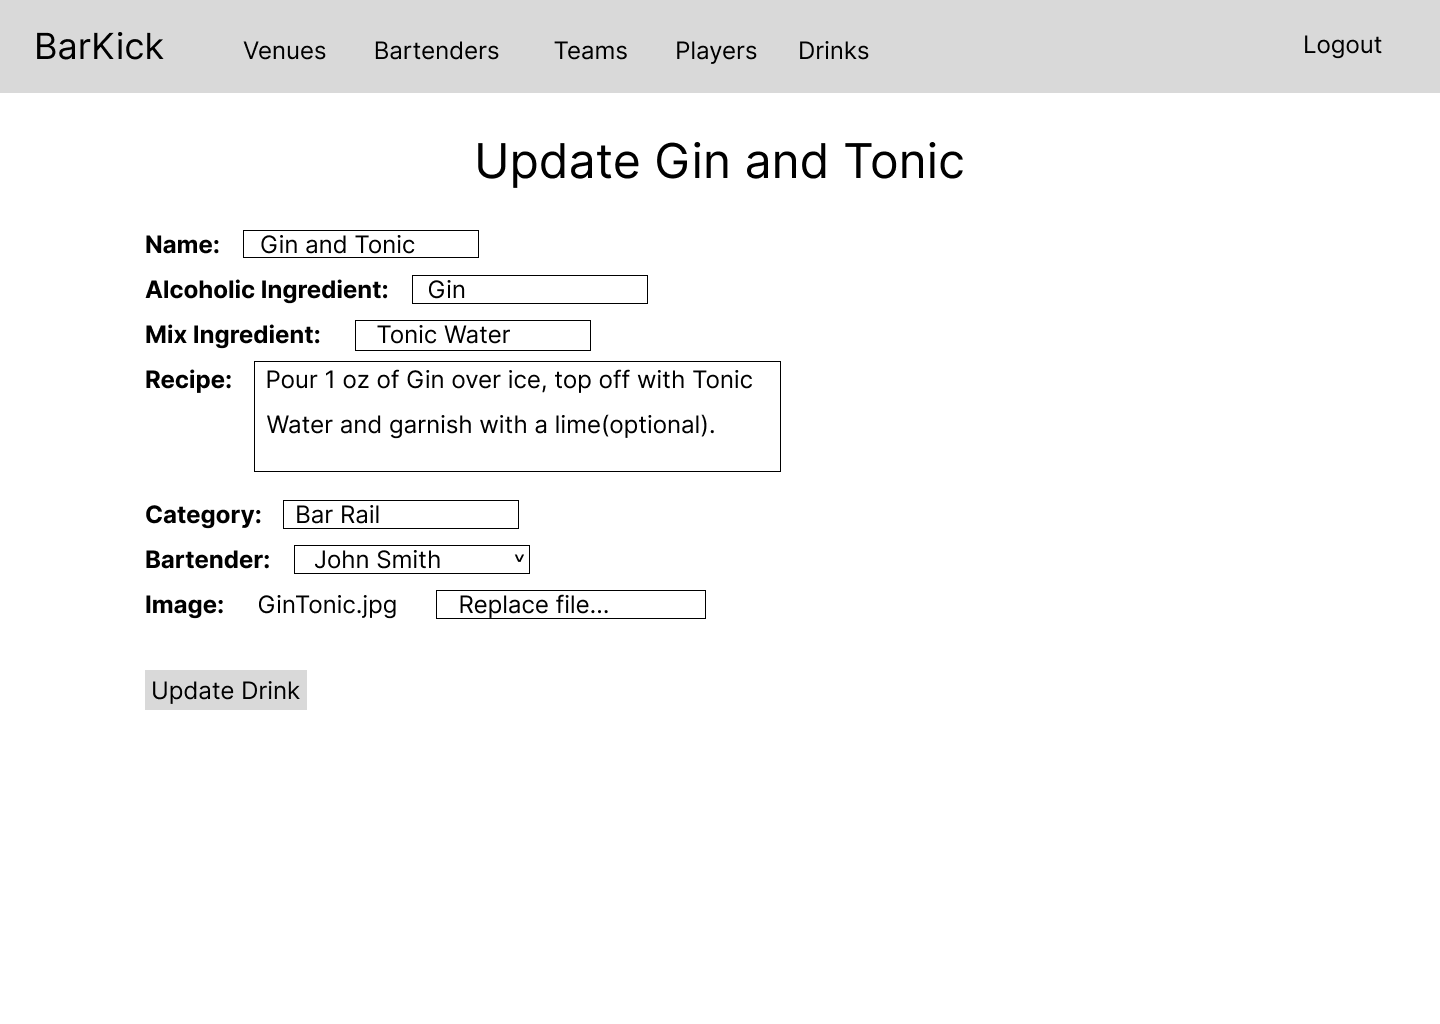 BarKick Venues Bartenders Teams Players Drinks Logout
Update Gin and Tonic
Name: Gin and Tonic
Alcoholic Ingredient: Gin
Mix Ingredient: Tonic Water
Recipe: Pour 1 oz of Gin over ice, top off with Tonic
Water and garnish with a lime(optional).
Category: Bar Rail
Bartender: John Smith v
Image: GinTonic.jpg Replace file...
Update Drink